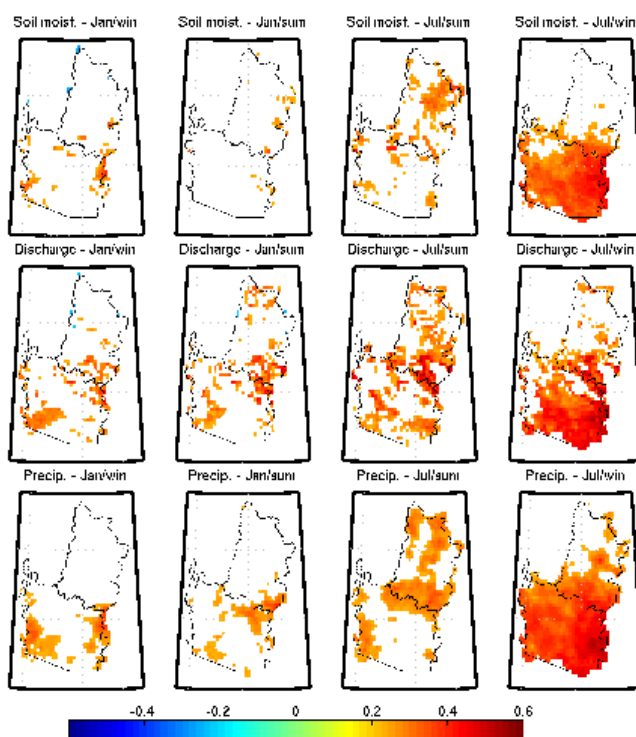 Soil moist. - Jan/win Soil moist. - Jan/sum Soil moist. - Jul/sum Soil moist. - Jul/win
Discharge - Jan/win Discharge - Jan/sum Discharge - Jul/sum Discharge - Jul/win
Precip. - Jan/win Precip. - Jan/sum Precip. - Jul/sum Precip. - Jul/win
-0.4 -0.2 0 0.2 0.4 0.6